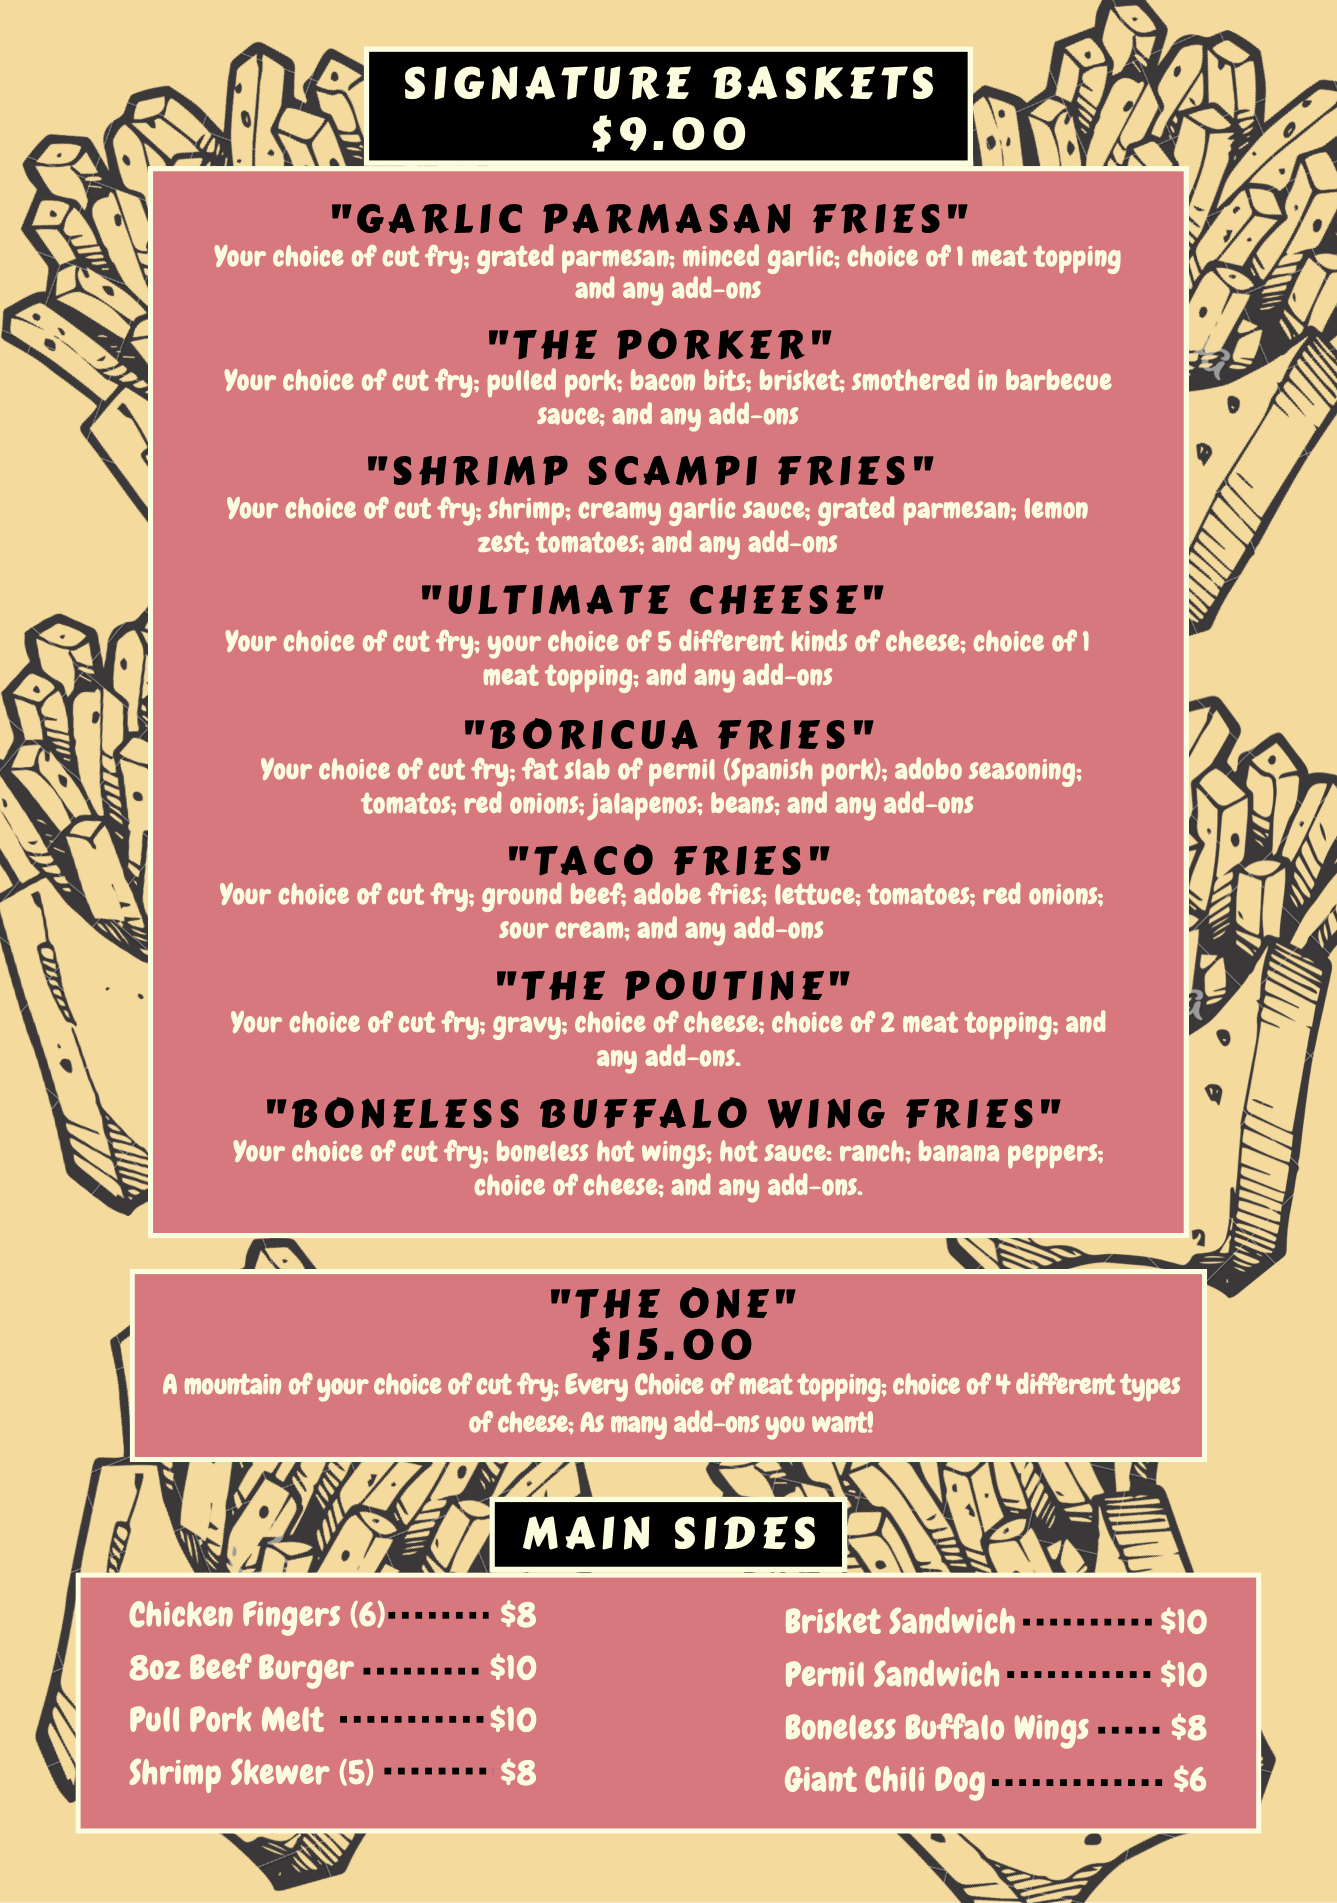 SIGNATURE BASKETS
$9.00
"GARLIC PARMASAN FRIES"
Your choice of cut fry; grated parmesan; minced garlic; choice of 1 meat topping
and any add-ons
"THE PORKER"
Your choice of cut fry; pulled pork; bacon bits; brisket; smothered in barbecue
sauce; and any add-ons
"SHRIMP SCAMPI FRIES"
Your choice of cut fry; shrimp; creamy garlic sauce; grated parmesan; lemon
zest; tomatoes; and any add-ons
"ULTIMATE CHEESE"
Your choice of cut fry; your choice of 5 different kinds of cheese; choice of 1
meat topping; and any add-ons
"BORICUA FRIES"
Your choice of cut fry; fat slab of pernil (Spanish pork); adobo seasoning;
tomatos; red onions; jalapenos; beans; and any add-ons
"TACO FRIES"
Your choice of cut fry; ground beef; adobe fries; lettuce; tomatoes; red onions;
sour cream; and any add-ons
"THE POUTINE"
Your choice of cut fry; gravy; choice of cheese; choice of 2 meat topping; and
any add-ons.
"BONELESS BUFFALO WING FRIES"
Your choice of cut fry; boneless hot wings; hot sauce: ranch; banana peppers;
choice of cheese; and any add-ons.
"THE ONE"
$15.00
A mountain of your choice of cut fry; Every Choice of meat topping; choice of 4 different types
of cheese; As many add-ons you want!
MAIN SIDES
Chicken Fingers (6) $8
8oz Beef Burger $10
Pull Pork Melt $10
Shrimp Skewer (5) $8
Brisket Sandwich $10
Pernil Sandwich $10
Boneless Buffalo Wings $8
Giant Chili Dog $6